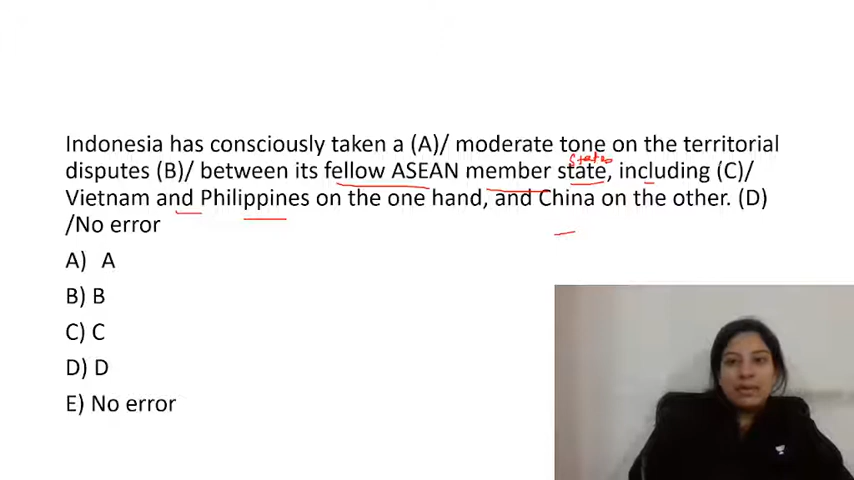 Indonesia has consciously taken a (A)/ moderate tone on the territorial
states
disputes (B)/ between its fellow ASEAN member state, including (C)/
Vietnam and Philippines on the one hand, and China on the other. (D)
/No error
A) A
B) B
C) C
D) D
E) No error